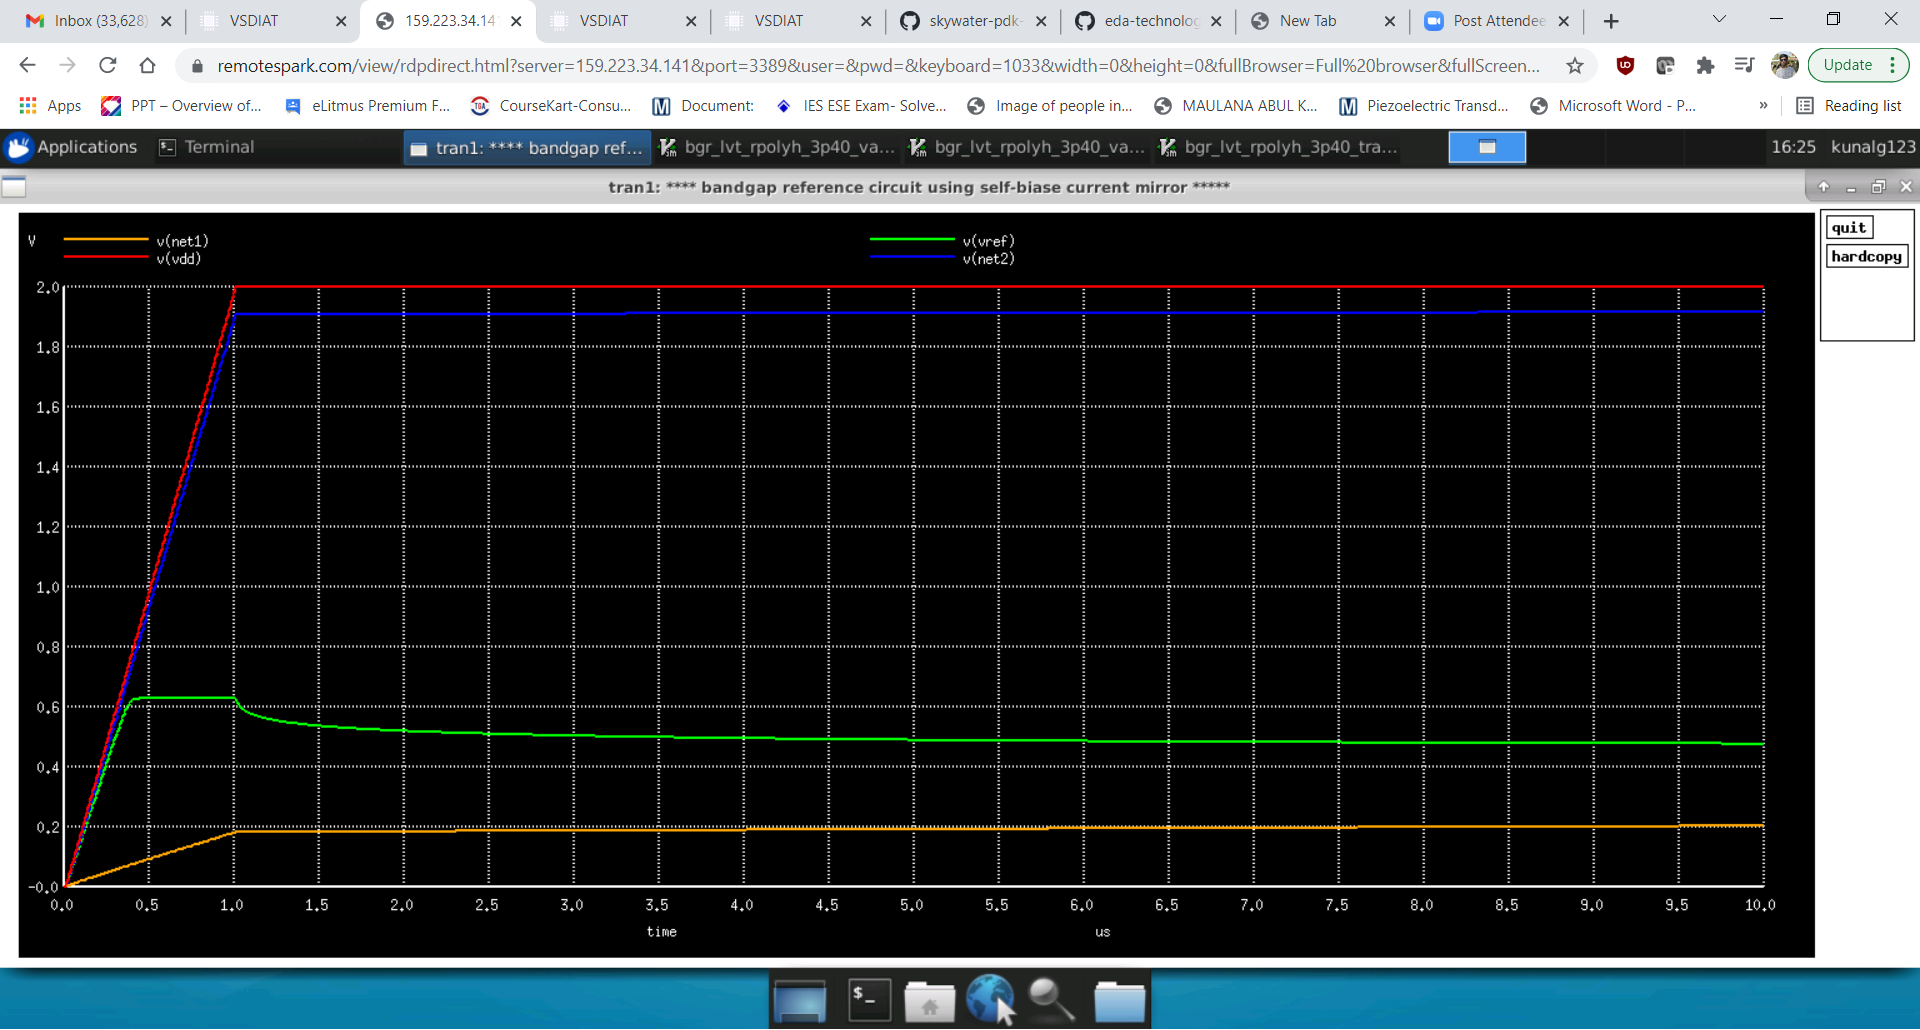 Inbox (33,628)
VSDIAT
159.223.34.141
VSDIAT
VSDIAT
skywater-pdk-
eda-technolog
New Tab
Post Attendee
remotespark.com/view/rdpdirect.html?server=159.223.34.141&port=3389&user=&pwd=&keyboard=1033&width=0&height=0&fullBrowser=Full%20browser&fullScreen...
Update
Apps
PPT – Overview of...
eLitmus Premium F...
CourseKart-Consu...
Document:
IES ESE Exam- Solve...
Image of people in...
MAULANA ABUL K...
Piezoelectric Transd...
Microsoft Word - P...
»
Reading list
Applications
Terminal
tran1: **** bandgap ref...
bgr_lvt_rpolyh_3p40_va...
bgr_lvt_rpolyh_3p40_va...
bgr_lvt_rpolyh_3p40_tra...
16:25 kunalg123
tran1: **** bandgap reference circuit using self-biase current mirror *****
quit
hardcopy
V
v(net1)
v(vdd)
v(vref)
v(net2)
2.0
1.8
1.6
1.4
1.2
1.0
0.8
0.6
0.4
0.2
-0.0
0.0 0.5 1.0 1.5 2.0 2.5 3.0 3.5 4.0 4.5 5.0 5.5 6.0 6.5 7.0 7.5 8.0 8.5 9.0 9.5 10.0
time us
$_